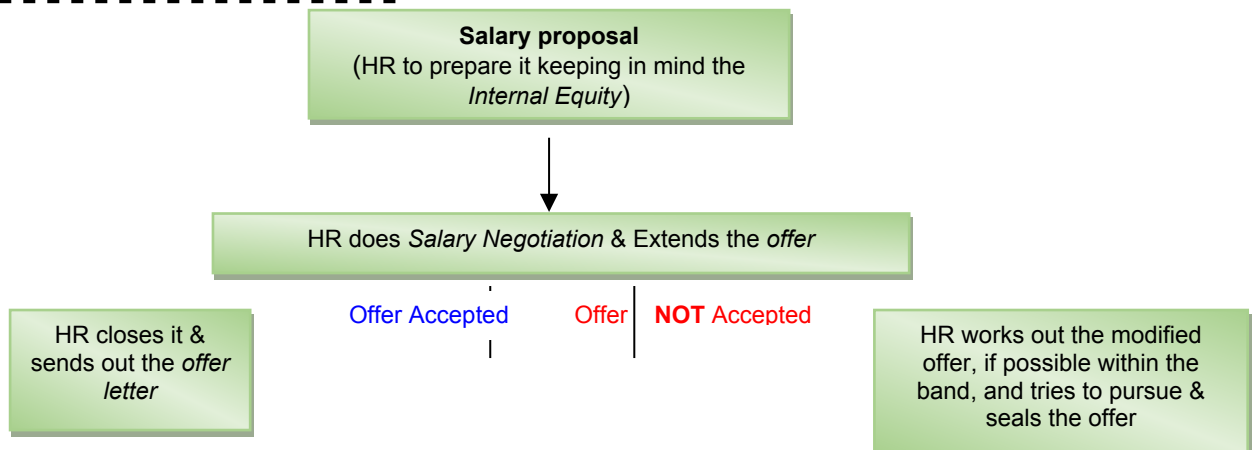 Salary proposal
(HR to prepare it keeping in mind the
Internal Equity)
HR does Salary Negotiation & Extends the offer
Offer Accepted
Offer NOT Accepted
HR closes it &
sends out the offer
letter
HR works out the modified
offer, if possible within the
band, and tries to pursue &
seals the offer